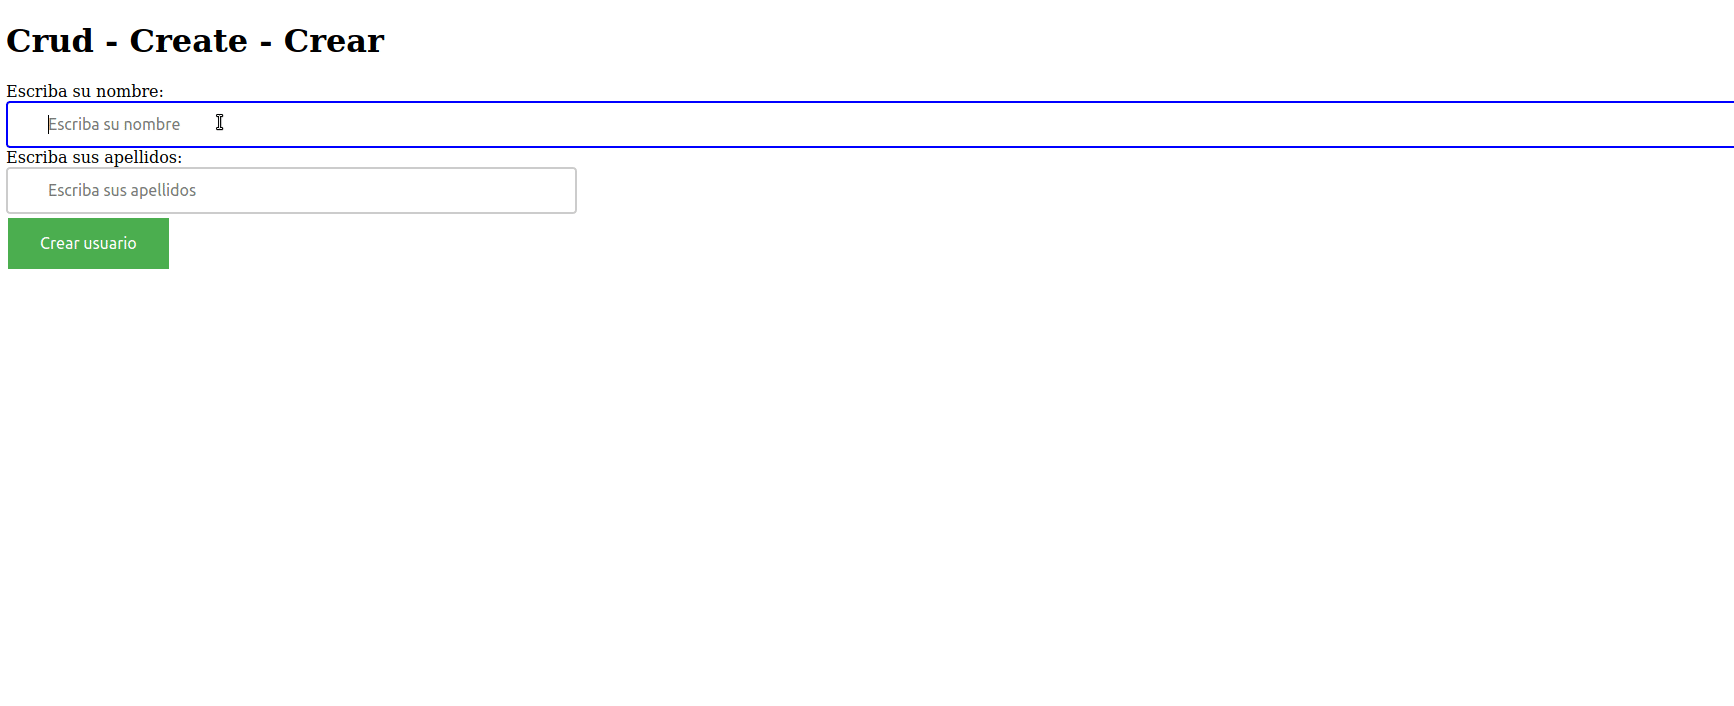 Crud - Create - Crear
Escriba su nombre:
Escriba su nombre
Escriba sus apellidos:
Escriba sus apellidos
Crear usuario